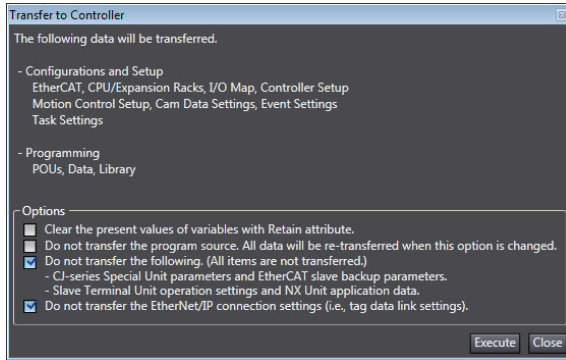 Transfer to Controller
The following data will be transferred.
- Configurations and Setup
EtherCAT, CPU/Expansion Racks, I/O Map, Controller Setup
Motion Control Setup, Cam Data Settings, Event Settings
Task Settings
- Programming
POUs, Data, Library
Options
Clear the present values of variables with Retain attribute.
Do not transfer the program source. All data will be re-transferred when this option is changed.
Do not transfer the following. (All items are not transferred.)
- CJ-series Special Unit parameters and EtherCAT slave backup parameters.
- Slave Terminal Unit operation settings and NX Unit application data.
Do not transfer the EtherNet/IP connection settings (i.e., tag data link settings).
Execute Close